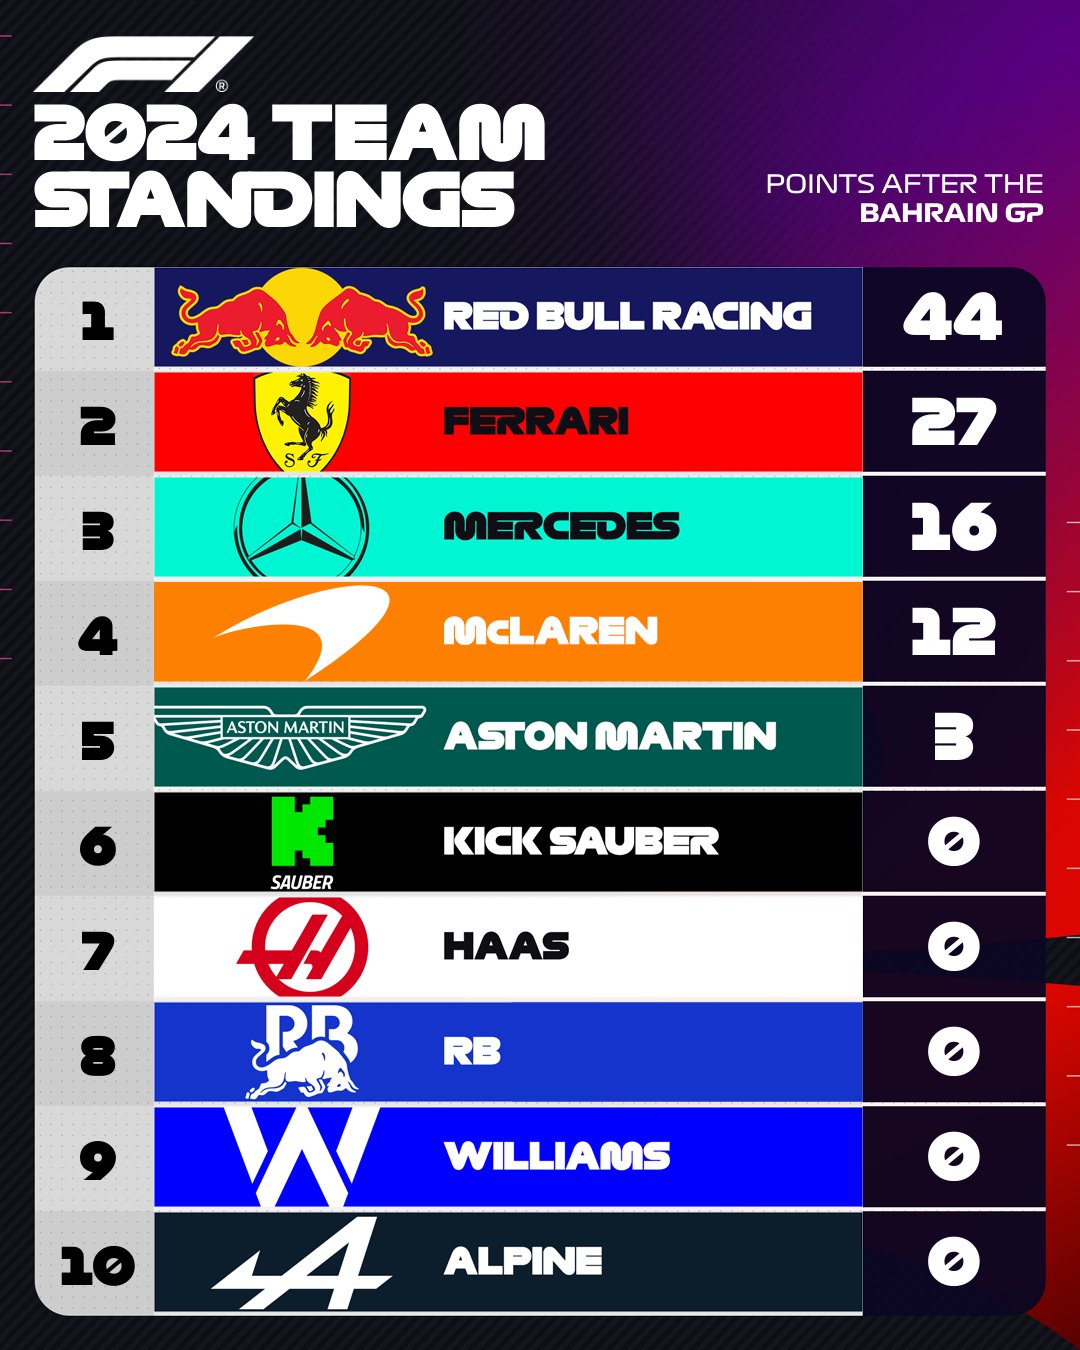 F1®
2024 TEAM
STANDINGS
POINTS AFTER THE
BAHRAIN GP
1 RED BULL RACING 44
2 S F FERRARI 27
3 MERCEDES 16
4 McLAREN 12
5 ASTON MARTIN ASTON MARTIN 3
6 K SAUBER KICK SAUBER 0
7 H HAAS 0
8 RB RB 0
9 W WILLIAMS 0
10 A ALPINE 0